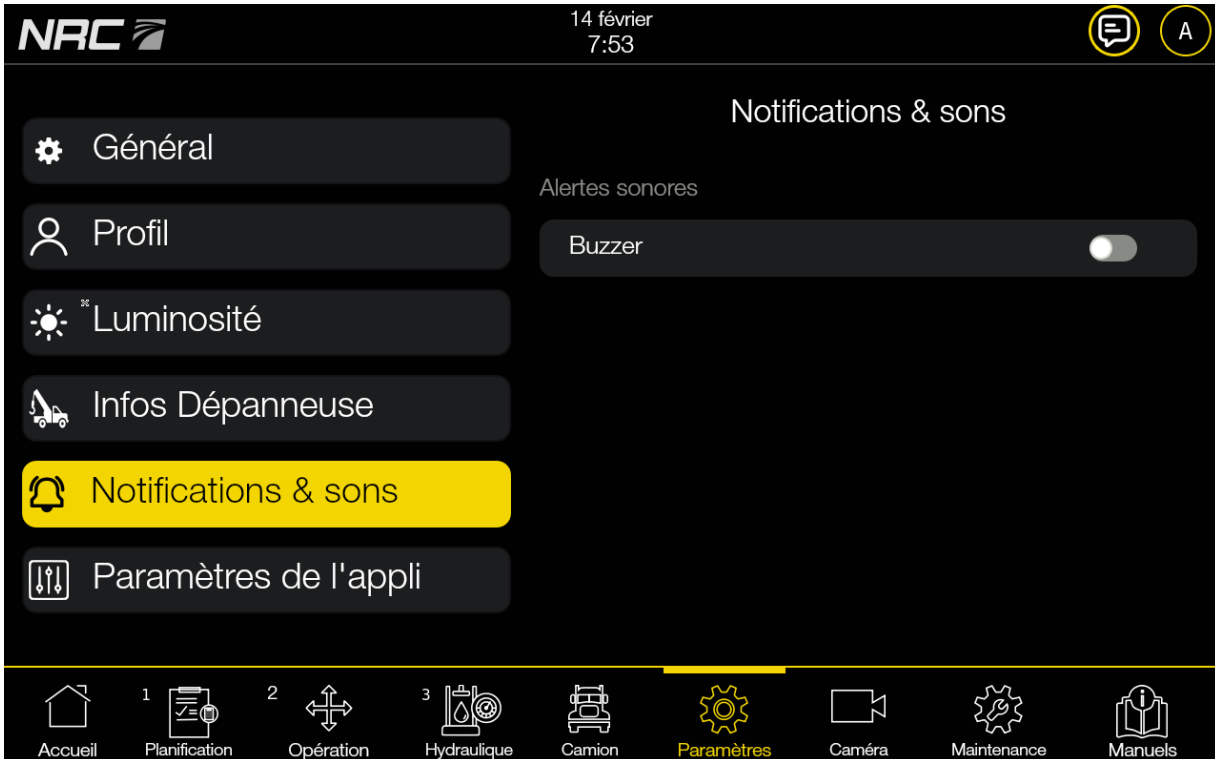 NRC
14 février
7:53
A
Général
Profil
Luminosité
Infos Dépanneuse
Notifications & sons
Paramètres de l'appli
Notifications & sons
Alertes sonores
Buzzer
Accueil
1 Planification
2 Opération
3 Hydraulique
Camion
Paramètres
Caméra
Maintenance
Manuels